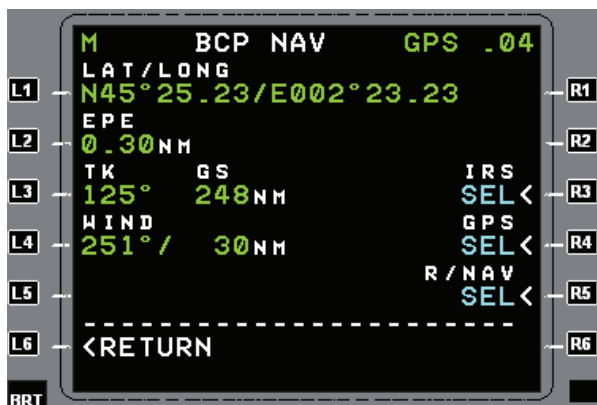 M BCP NAV GPS .04
LAT/LONG
L1 N45°25.23/E002°23.23 R1
EPE
L2 0.30NM R2
TK GS IRS
L3 125° 248NM SEL< R3
WIND GPS
L4 251°/ 30NM SEL< R4
R/NAV
L5 SEL< R5
L6 <RETURN R6
BRT